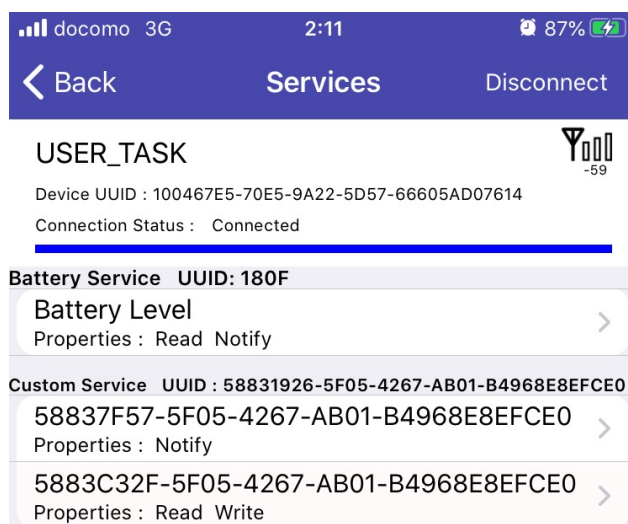 docomo 3G 2:11 87%
Back Services Disconnect
USER_TASK
-59
Device UUID : 100467E5-70E5-9A22-5D57-66605AD07614
Connection Status : Connected
Battery Service UUID: 180F
Battery Level
Properties : Read Notify
Custom Service UUID : 58831926-5F05-4267-AB01-B4968E8EFCE0
58837F57-5F05-4267-AB01-B4968E8EFCE0
Properties : Notify
5883C32F-5F05-4267-AB01-B4968E8EFCE0
Properties : Read Write